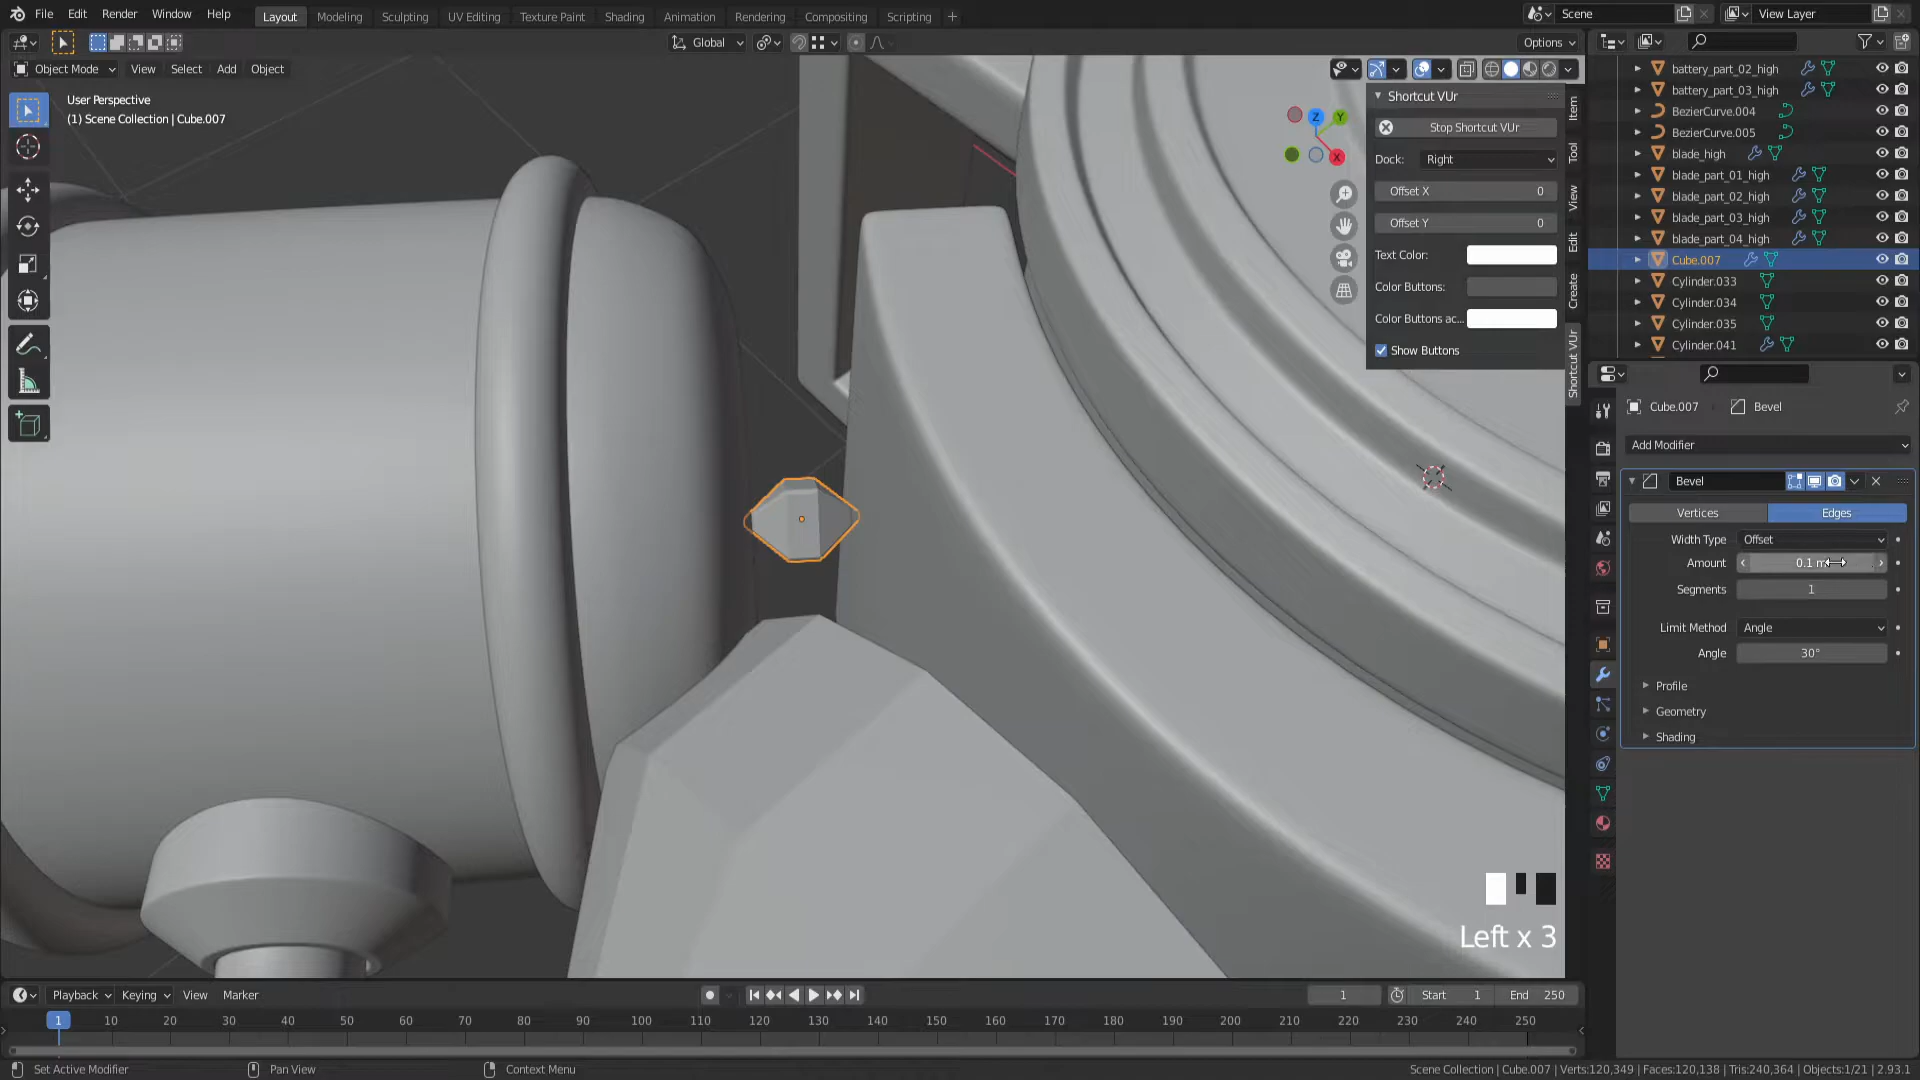 File Edit Render Window Help Layout Modeling Sculpting UV Editing Texture Paint Shading Animation Rendering Compositing Scripting Scene View Layer
Global Options
Object Mode View Select Add Object
User Perspective
(1) Scene Collection | Cube.007
Shortcut VUr
Stop Shortcut VUr
Dock: Right
Offset X 0
Offset Y 0
Text Color:
Color Buttons:
Color Buttons ac...
Show Buttons
Z
Y
X
Item
Tool
View
Edit
Create
Shortcut VUr
battery_part_02_high
battery_part_03_high
BezierCurve.004
BezierCurve.005
blade_high
blade_part_01_high
blade_part_02_high
blade_part_03_high
blade_part_04_high
Cube.007
Cylinder.033
Cylinder.034
Cylinder.035
Cylinder.041
Cube.007 Bevel
Add Modifier
Bevel
Vertices Edges
Width Type Offset
Amount 0.1 m
Segments 1
Limit Method Angle
Angle 30°
Profile
Geometry
Shading
Left x 3
Playback Keying View Marker 1 Start 1 End 250
1 10 20 30 40 50 60 70 80 90 100 110 120 130 140 150 160 170 180 190 200 210 220 230 240 250
Set Active Modifier Pan View Context Menu Scene Collection | Cube.007 | Verts:120,349 | Faces:120,138 | Tris:240,364 | Objects:1/21 | 2.93.1